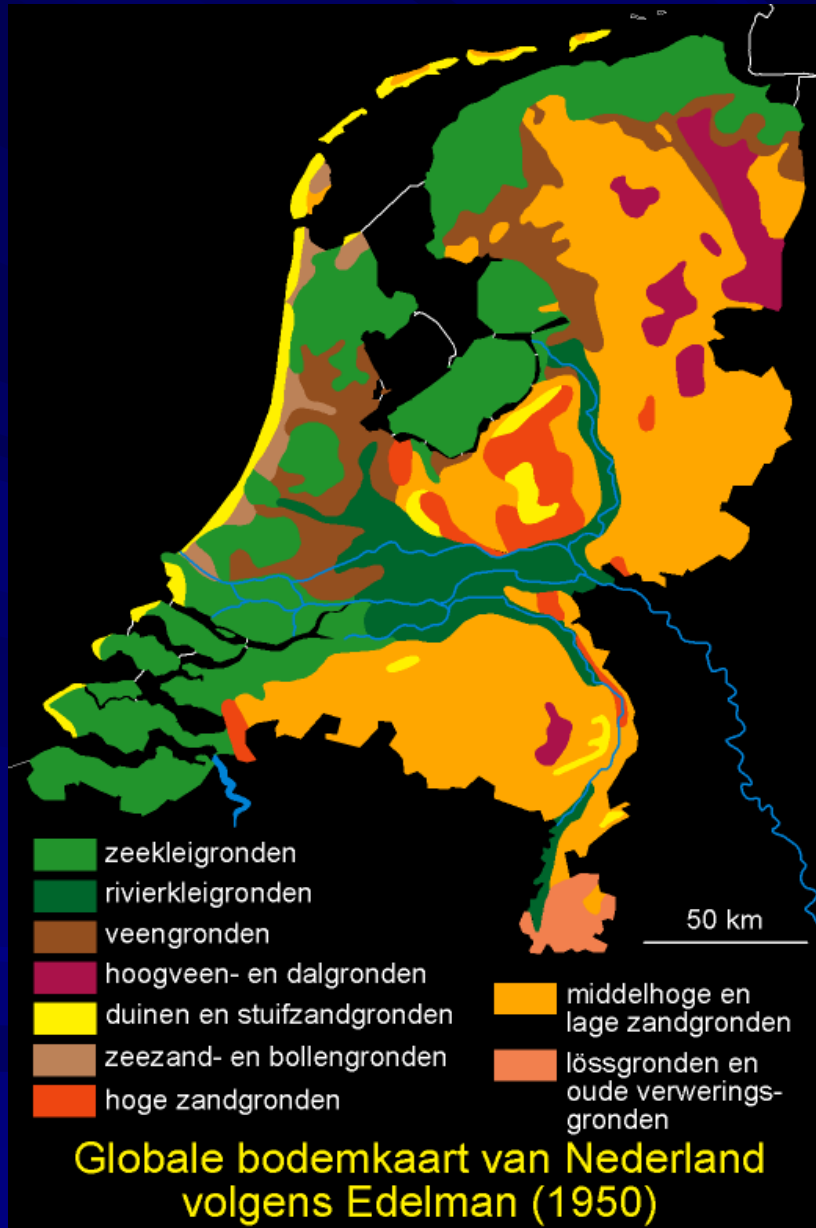 zeekleigronden
rivierkleigronden
veengronden
hoogveen- en dalgronden
duinen en stuifzandgronden
zeezand- en bollengronden
hoge zandgronden
50 km
middelhoge en
lage zandgronden
lössgronden en
oude verwerings-
gronden
Globale bodemkaart van Nederland
volgens Edelman (1950)